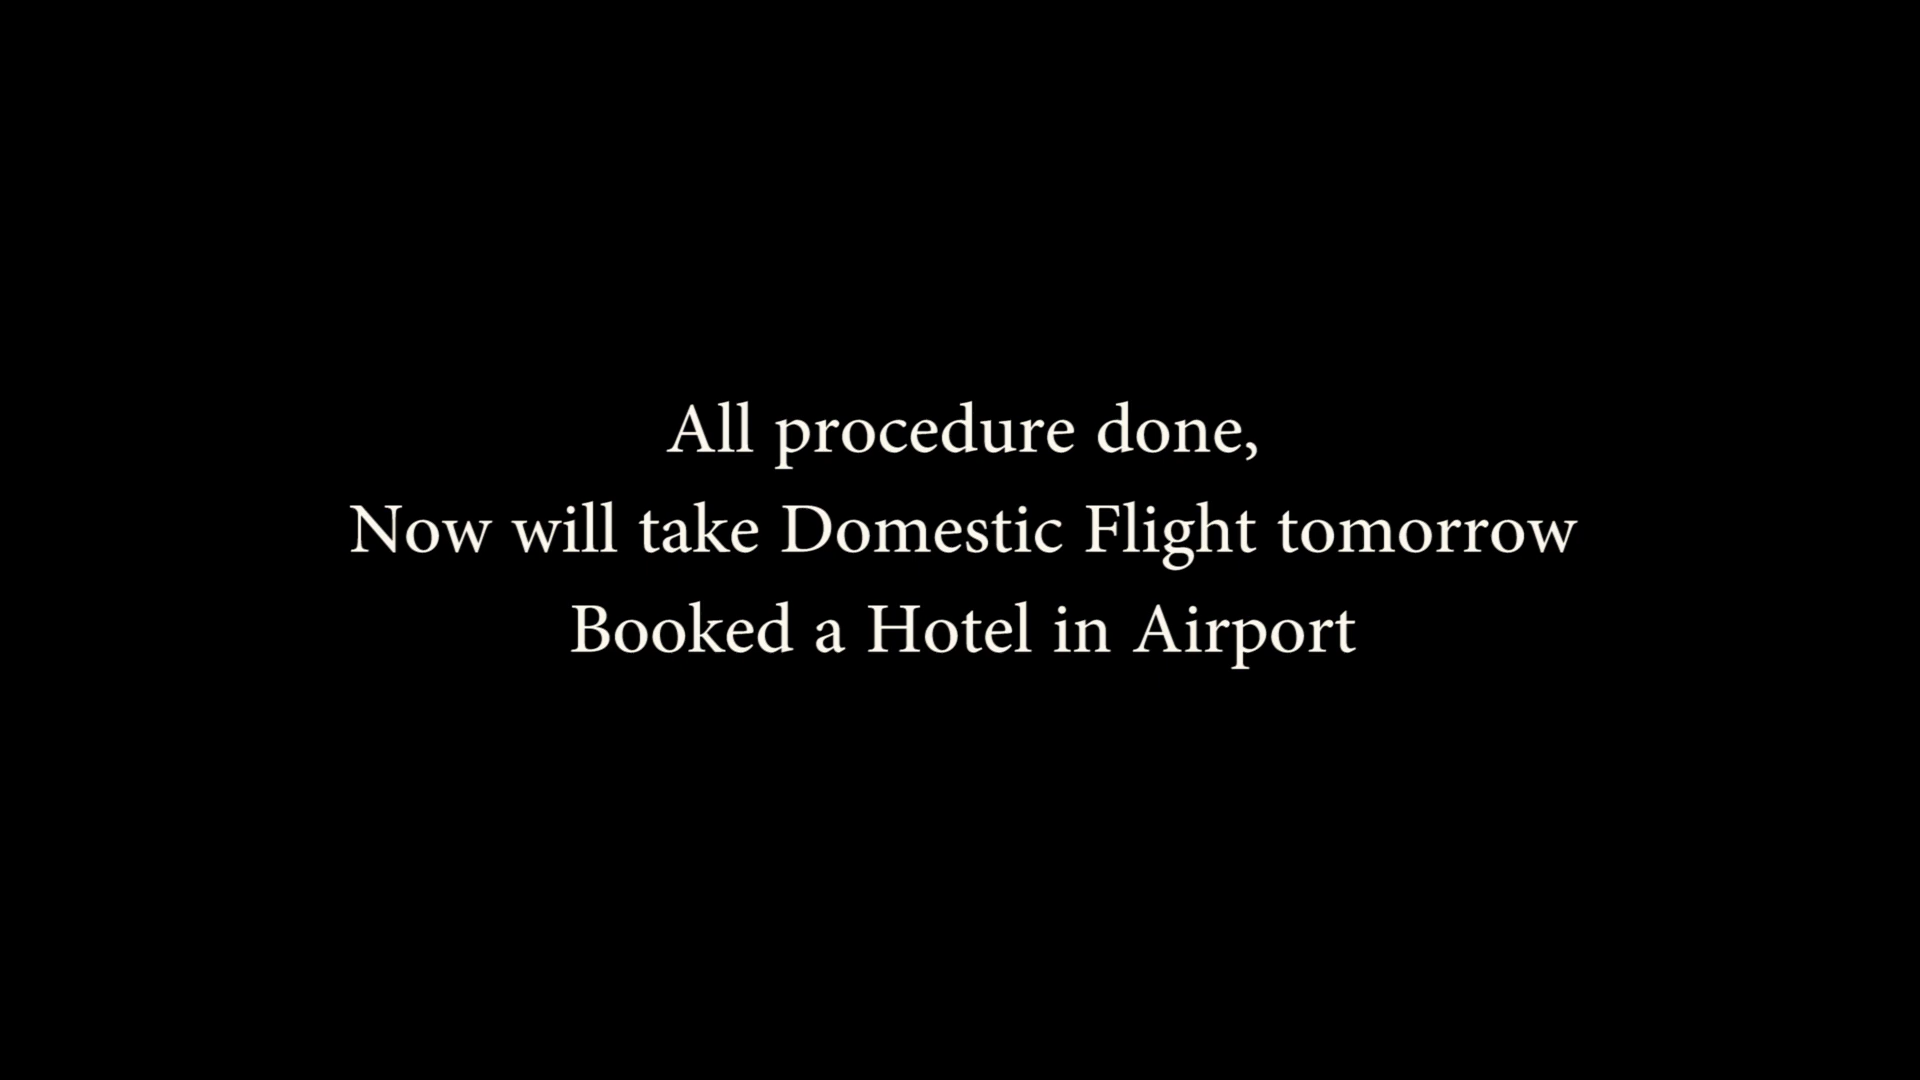 All procedure done,
Now will take Domestic Flight tomorrow
Booked a Hotel in Airport